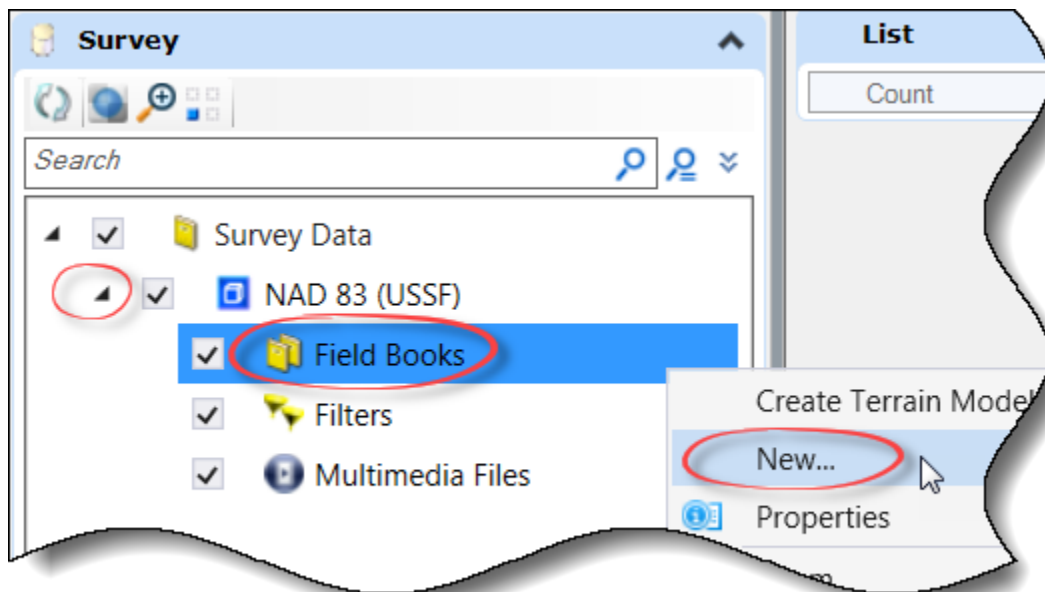 Survey
List
Count
Search
Survey Data
NAD 83 (USSF)
Field Books
Filters
Multimedia Files
Create Terrain Model
New...
Properties